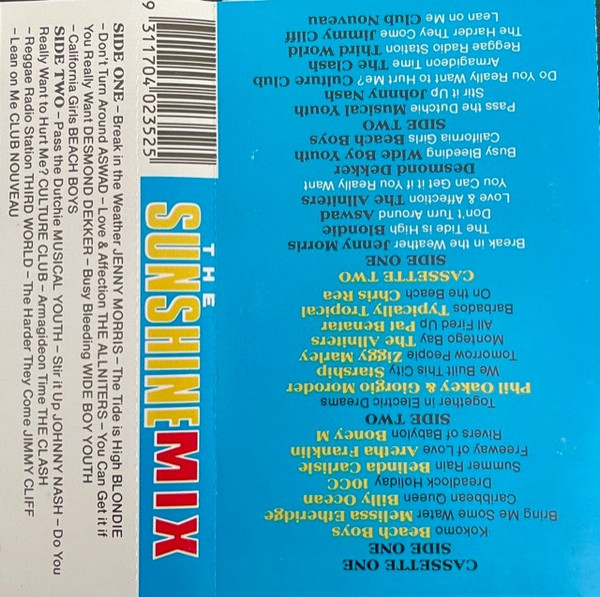 CASSETTE ONE
SIDE ONE
Kokomo Beach Boys
Bring Me Some Water Melissa Etheridge
Caribbean Queen Billy Ocean
Dreadlock Holiday 10CC
Summer Rain Belinda Carlisle
Freeway of Love Aretha Franklin
Rivers of Babylon Boney M
SIDE TWO
Together in Electric Dreams
Phil Oakey & Giorgio Moroder
We Built This City Starship
Tomorrow People Ziggy Marley
Montego Bay The Allniters
All Fired Up Pat Benatar
Barbados Typically Tropical
On the Beach Chris Rea
CASSETTE TWO
SIDE ONE
Break in the Weather Jenny Morris
The Tide is High Blondie
Don't Turn Around Aswad
Love & Affection The Allniters
You Can Get it if You Really Want
Desmond Dekker
Busy Bleeding Wide Boy Youth
California Girls Beach Boys
SIDE TWO
Pass the Dutchie Musical Youth
Stir it Up Johnny Nash
Do You Really Want to Hurt Me? Culture Club
Armagideon Time The Clash
Reggae Radio Station Third World
The Harder They Come Jimmy Cliff
Lean on Me Club Nouveau
THE
SUNSHINE MIX
9 311704 023525
SIDE ONE – Break in the Weather JENNY MORRIS – The Tide is High BLONDIE
– Don't Turn Around ASWAD – Love & Affection THE ALLNITERS – You Can Get it if
You Really Want DESMOND DEKKER – Busy Bleeding WIDE BOY YOUTH
– California Girls BEACH BOYS
SIDE TWO – Pass the Dutchie MUSICAL YOUTH – Stir it Up JOHNNY NASH – Do You
Really Want to Hurt Me? CULTURE CLUB – Armagideon Time THE CLASH
– Reggae Radio Station THIRD WORLD – The Harder They Come JIMMY CLIFF
– Lean on Me CLUB NOUVEAU